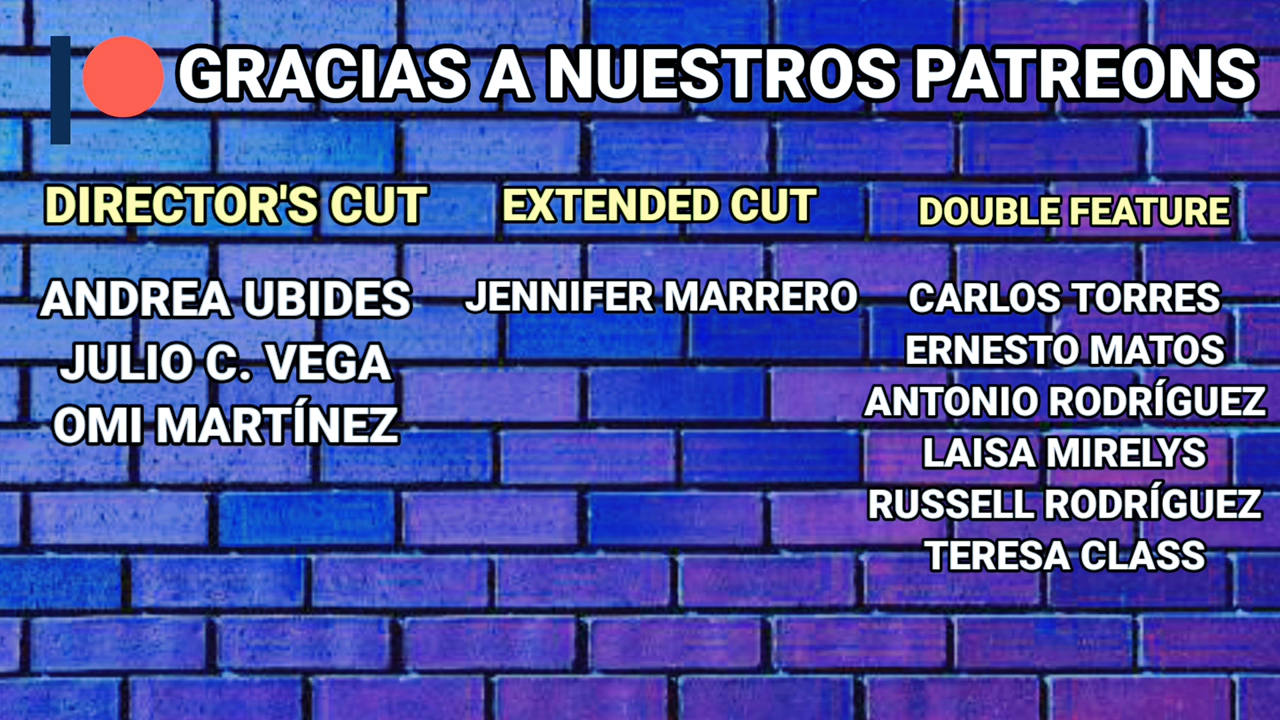 GRACIAS A NUESTROS PATREONS
DIRECTOR'S CUT
ANDREA UBIDES
JULIO C. VEGA
OMI MARTÍNEZ
EXTENDED CUT
JENNIFER MARRERO
DOUBLE FEATURE
CARLOS TORRES
ERNESTO MATOS
ANTONIO RODRÍGUEZ
LAISA MIRELYS
RUSSELL RODRÍGUEZ
TERESA CLASS